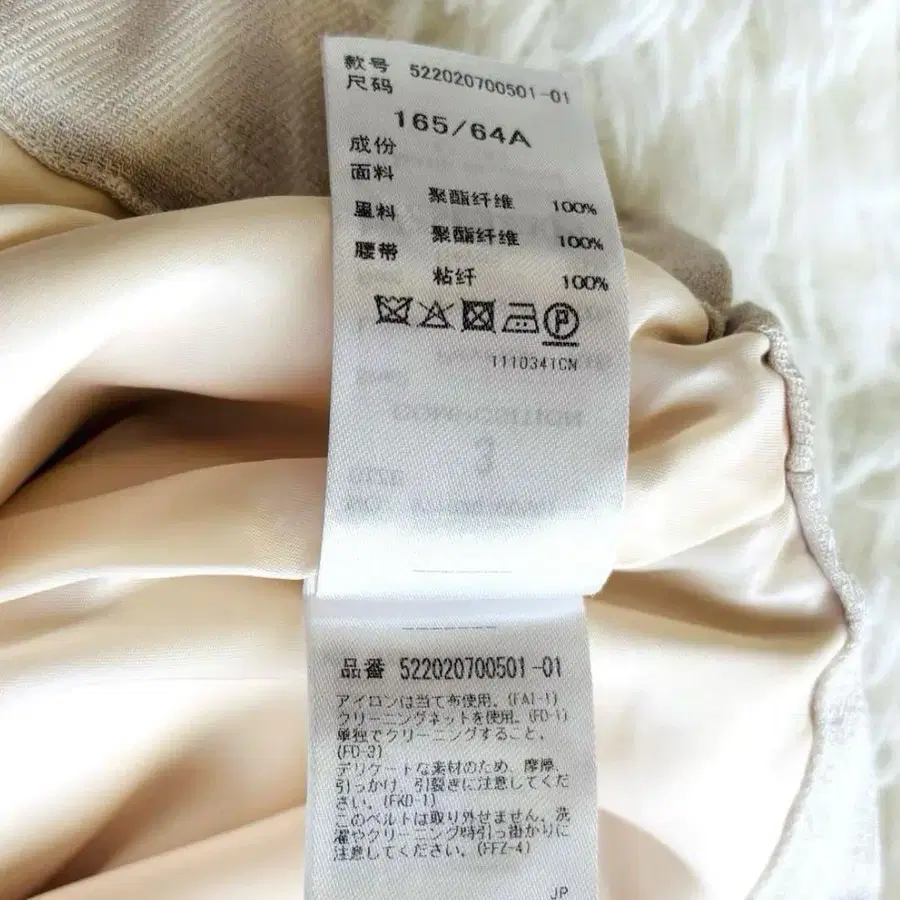 款号 522020700501-01
尺码
165/64A
成份
面料
聚酯纤维 100%
里料
聚酯纤维 100%
腰带
粘纤 100%
P
1110341CN
品番 522020700501-01
アイロンは当て布使用。(FA1-1)
クリーニングネットを使用。(FD-1)
単独でクリーニングすること。
(FD-3)
デリケートな素材のため、摩擦、
引っかけ、引裂きに注意してくだ
さい。(FKD-1)
このベルトは取り外せません。洗
濯やクリーニング時引っ掛かりに
注意してください。(FFZ-4)
JP